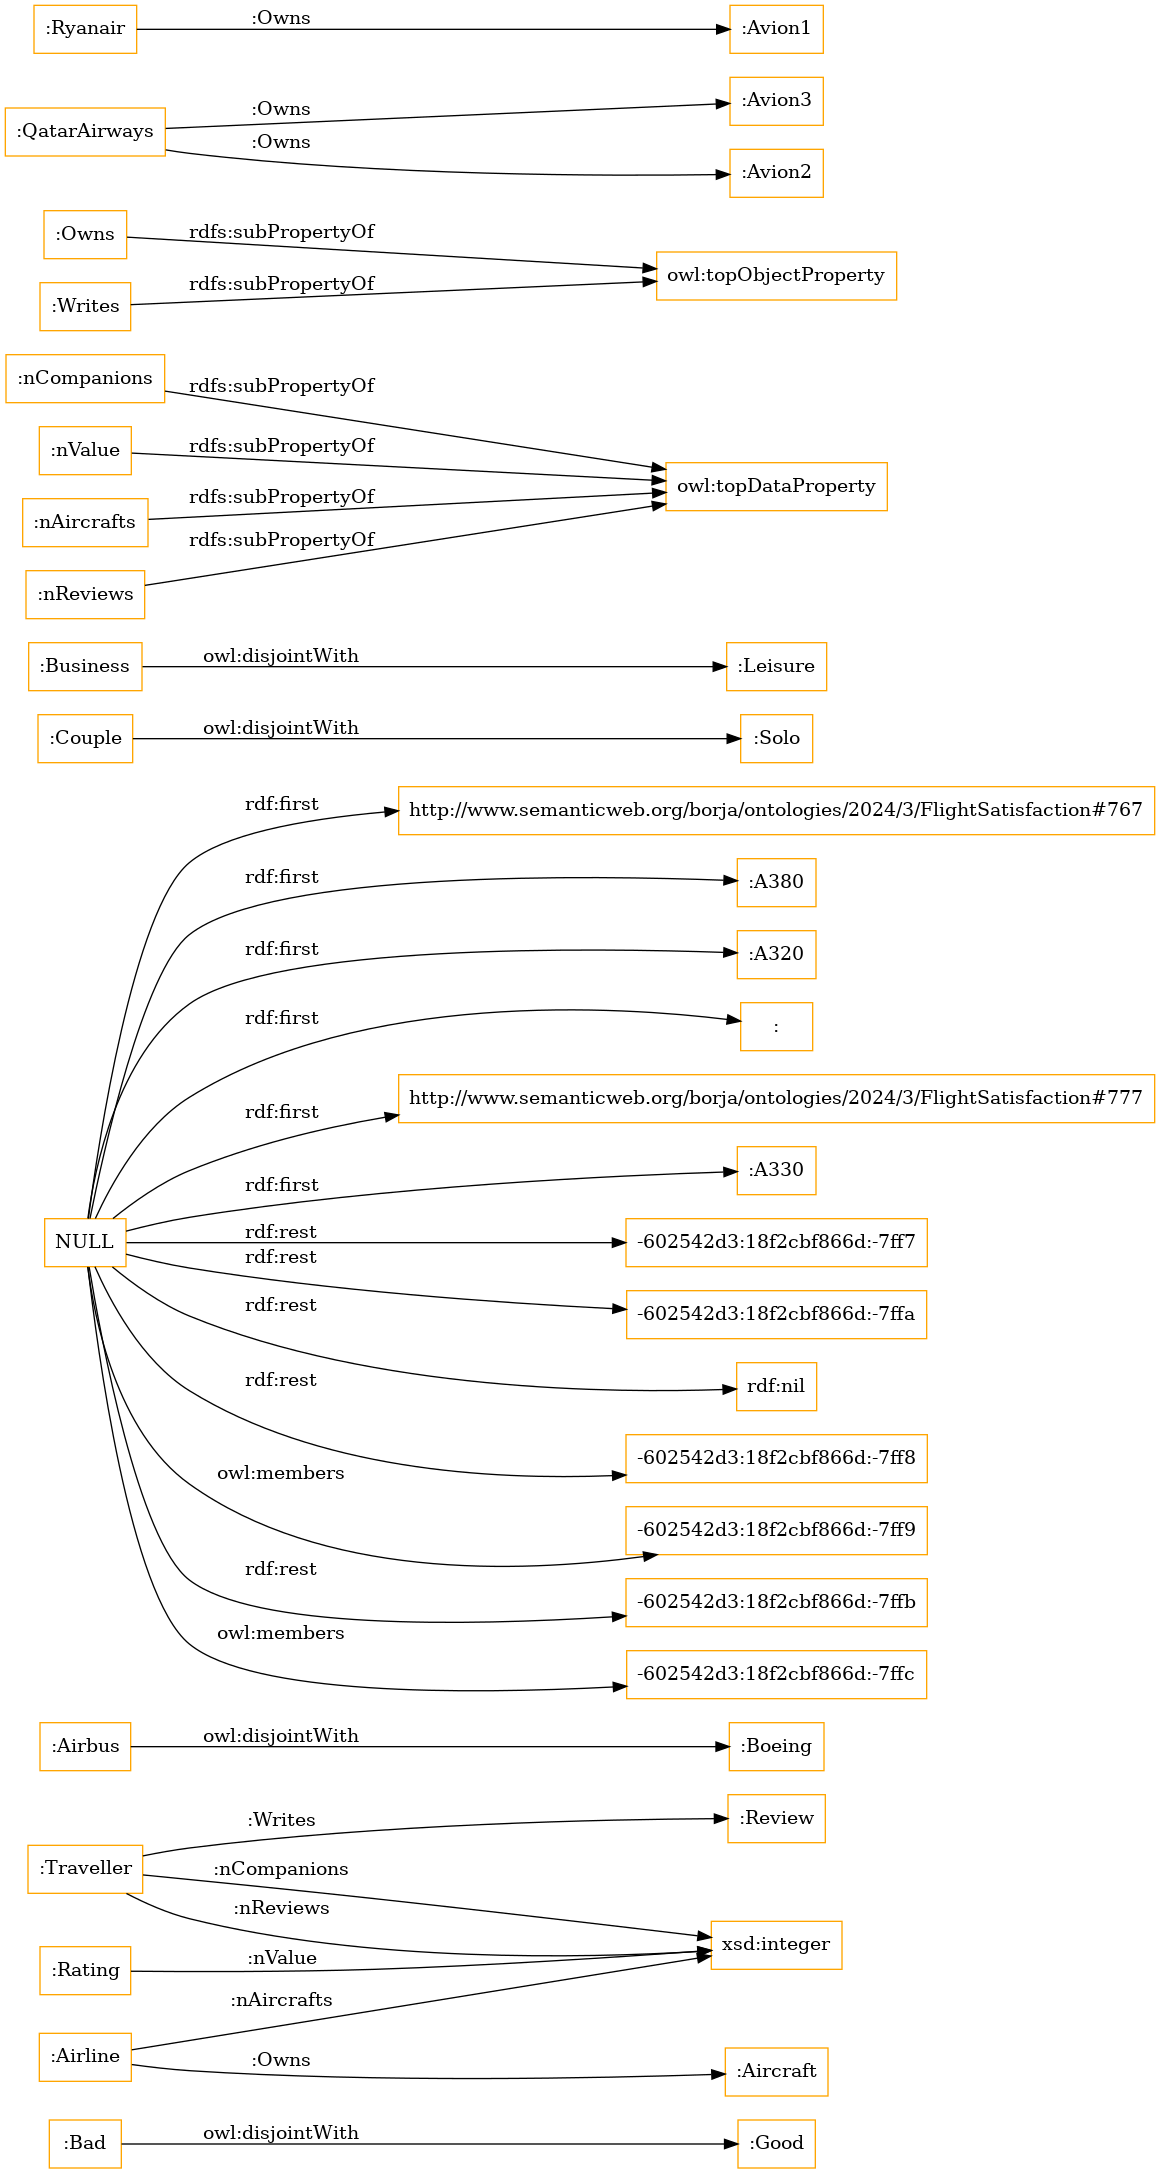 :Ryanair :Owns :Avion1
:QatarAirways :Owns :Avion3
:Owns :Avion2
:Owns rdfs:subPropertyOf owl:topObjectProperty
:Writes rdfs:subPropertyOf
:nCompanions rdfs:subPropertyOf
:nValue rdfs:subPropertyOf owl:topDataProperty
:nAircrafts rdfs:subPropertyOf
:nReviews rdfs:subPropertyOf
:Business owl:disjointWith :Leisure
:Couple owl:disjointWith :Solo
rdf:first http://www.semanticweb.org/borja/ontologies/2024/3/FlightSatisfaction#767
rdf:first :A380
rdf:first :A320
rdf:first :
rdf:first http://www.semanticweb.org/borja/ontologies/2024/3/FlightSatisfaction#777
rdf:first :A330
NULL rdf:rest -602542d3:18f2cbf866d:-7ff7
rdf:rest -602542d3:18f2cbf866d:-7ffa
rdf:rest rdf:nil
rdf:rest -602542d3:18f2cbf866d:-7ff8
owl:members -602542d3:18f2cbf866d:-7ff9
rdf:rest -602542d3:18f2cbf866d:-7ffb
owl:members -602542d3:18f2cbf866d:-7ffc
:Airbus owl:disjointWith :Boeing
:Traveller :Writes :Review
:nCompanions
:nReviews xsd:integer
:Rating :nValue
:Airline :nAircrafts
:Owns :Aircraft
:Bad owl:disjointWith :Good